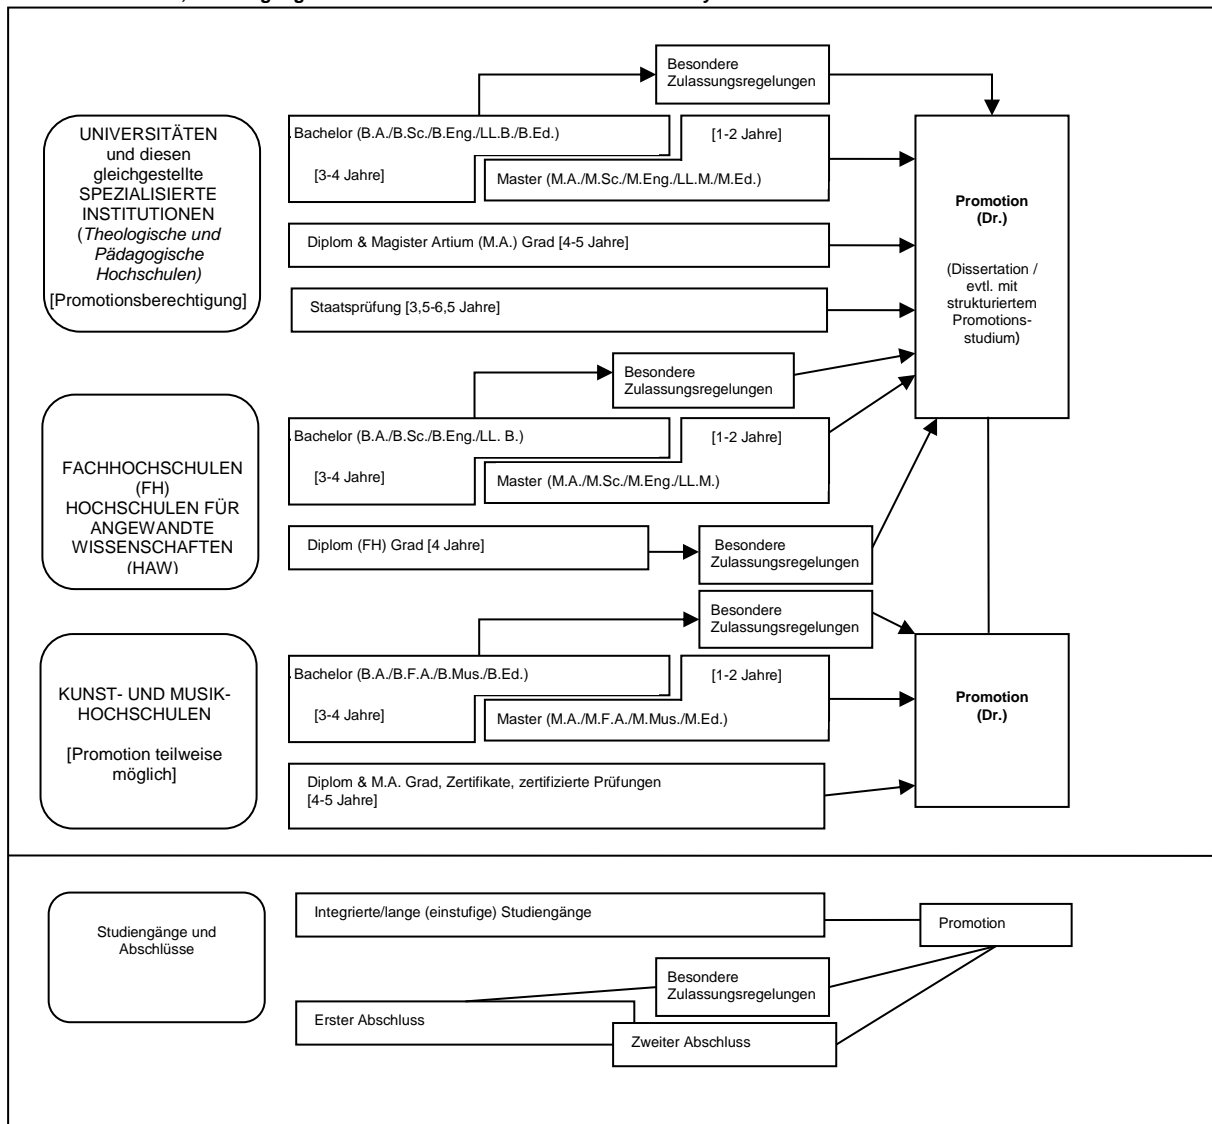 Besondere
Zulassungsregelungen
UNIVERSITÄTEN
und diesen
gleichgestellte
SPEZIALISIERTE
INSTITUTIONEN
(Theologische und
Pädagogische
Hochschulen)
[Promotionsberechtigung]
Bachelor (B.A./B.Sc./B.Eng./LL.B./B.Ed.)
[3-4 Jahre]
[1-2 Jahre]
Master (M.A./M.Sc./M.Eng./LL.M./M.Ed.)
Diplom & Magister Artium (M.A.) Grad [4-5 Jahre]
Staatsprüfung [3,5-6,5 Jahre]
Promotion
(Dr.)
(Dissertation /
evtl. mit
strukturiertem
Promotions-
studium)
Besondere
Zulassungsregelungen
FACHHOCHSCHULEN
(FH)
HOCHSCHULEN FÜR
ANGEWANDTE
WISSENSCHAFTEN
(HAW)
Bachelor (B.A./B.Sc./B.Eng./LL. B.)
[3-4 Jahre]
[1-2 Jahre]
Master (M.A./M.Sc./M.Eng./LL.M.)
Diplom (FH) Grad [4 Jahre]
Besondere
Zulassungsregelungen
Besondere
Zulassungsregelungen
KUNST- UND MUSIK-
HOCHSCHULEN
[Promotion teilweise
möglich]
Bachelor (B.A./B.F.A./B.Mus./B.Ed.)
[3-4 Jahre]
[1-2 Jahre]
Master (M.A./M.F.A./M.Mus./M.Ed.)
Diplom & M.A. Grad, Zertifikate, zertifizierte Prüfungen
[4-5 Jahre]
Promotion
(Dr.)
Studiengänge und
Abschlüsse
Integrierte/lange (einstufige) Studiengänge
Promotion
Besondere
Zulassungsregelungen
Erster Abschluss
Zweiter Abschluss